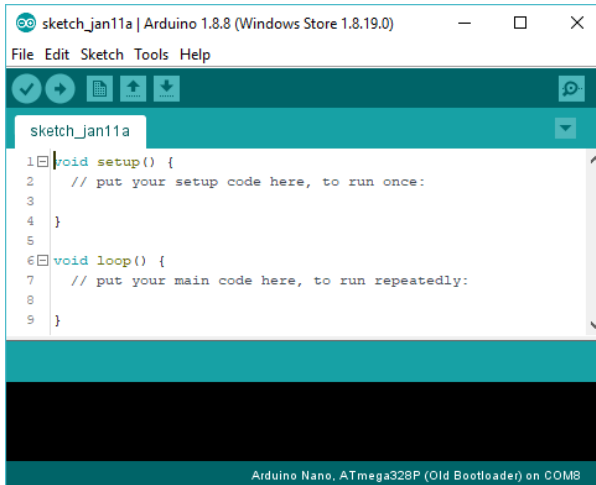 sketch_jan11a | Arduino 1.8.8 (Windows Store 1.8.19.0)
File Edit Sketch Tools Help
sketch_jan11a
1 void setup() {
2 // put your setup code here, to run once:
3
4 }
5
6 void loop() {
7 // put your main code here, to run repeatedly:
8
9 }
Arduino Nano, ATmega328P (Old Bootloader) on COM8